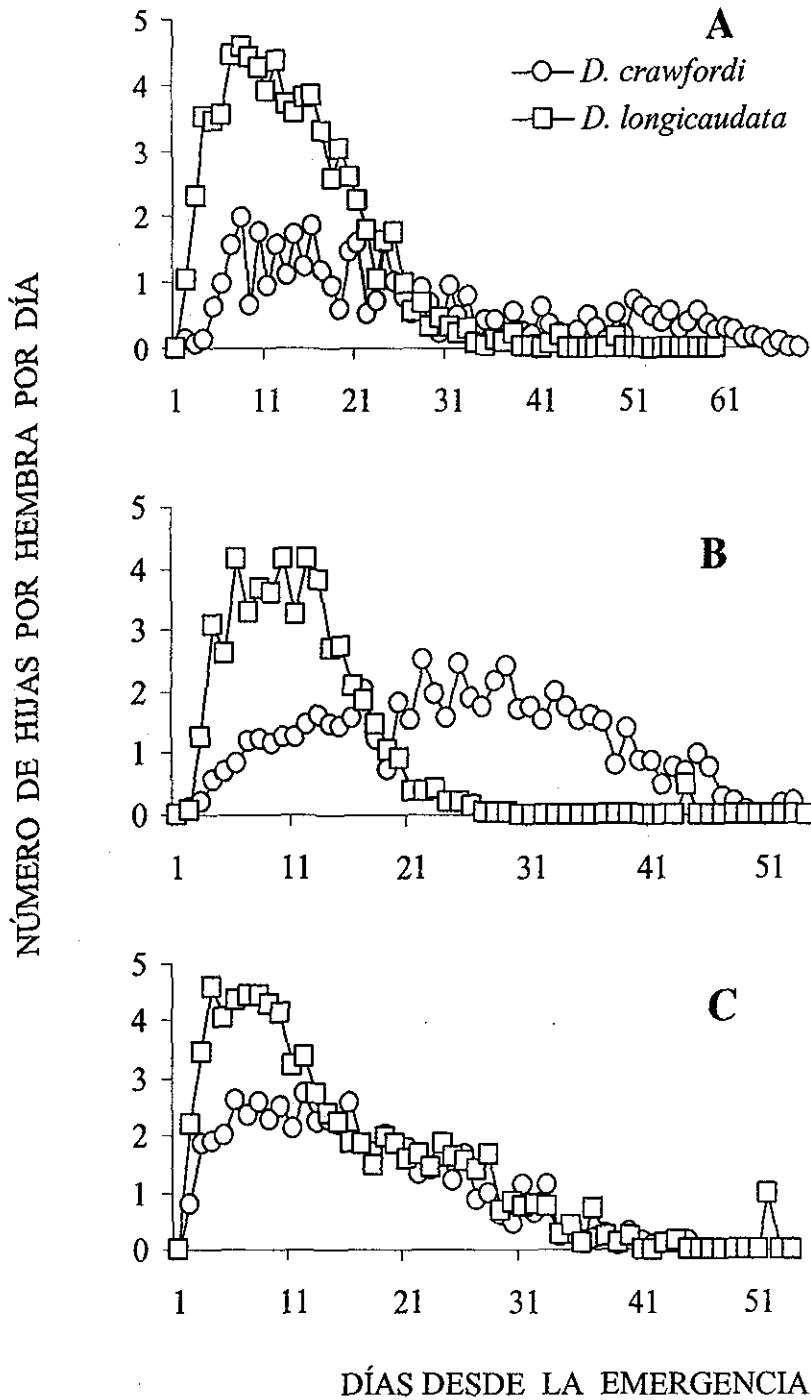 NÚMERO DE HIJAS POR HEMBRA POR DÍA
A
D. crawfordi
D. longicaudata
5
4
3
2
1
0
1 11 21 31 41 51 61
B
5
4
3
2
1
0
1 11 21 31 41 51
C
5
4
3
2
1
0
1 11 21 31 41 51
DÍAS DESDE LA EMERGENCIA